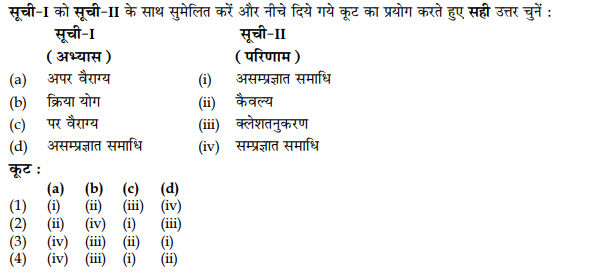 सूची-I को सूची-II के साथ सुमेलित करें और नीचे दिये गये कूट का प्रयोग करते हुए सही उत्तर चुनें :
सूची-I सूची-II
( अभ्यास ) ( परिणाम )
(a) अपर वैराग्य (i) असम्प्रज्ञात समाधि
(b) क्रिया योग (ii) कैवल्य
(c) पर वैराग्य (iii) क्लेशतनुकरण
(d) असम्प्रज्ञात समाधि (iv) सम्प्रज्ञात समाधि
कूट :
(a) (b) (c) (d)
(1) (i) (ii) (iii) (iv)
(2) (ii) (iv) (i) (iii)
(3) (iv) (iii) (ii) (i)
(4) (iv) (iii) (i) (ii)